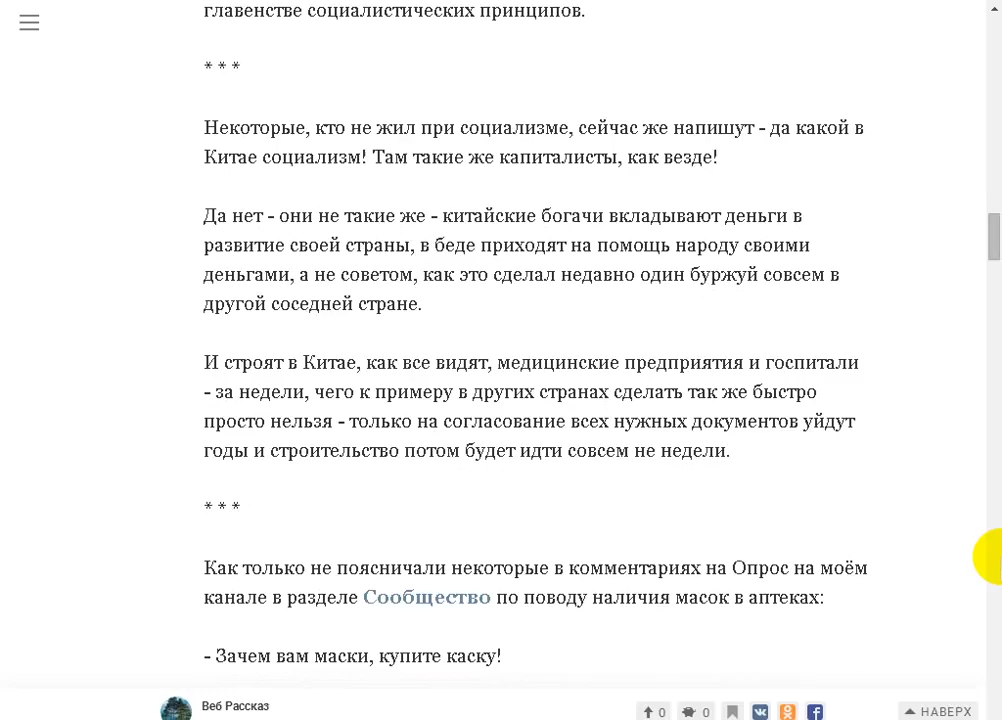 главенстве социалистических принципов.
* * *
Некоторые, кто не жил при социализме, сейчас же напишут - да какой в
Китае социализм! Там такие же капиталисты, как везде!
Да нет - они не такие же - китайские богачи вкладывают деньги в
развитие своей страны, в беде приходят на помощь народу своими
деньгами, а не советом, как это сделал недавно один буржуй совсем в
другой соседней стране.
И строят в Китае, как все видят, медицинские предприятия и госпитали
- за недели, чего к примеру в других странах сделать так же быстро
просто нельзя - только на согласование всех нужных документов уйдут
годы и строительство потом будет идти совсем не недели.
* * *
Как только не поясничали некоторые в комментариях на Опрос на моём
канале в разделе Сообщество по поводу наличия масок в аптеках:
- Зачем вам маски, купите каску!
Веб Рассказ
0 0 НАВЕРХ